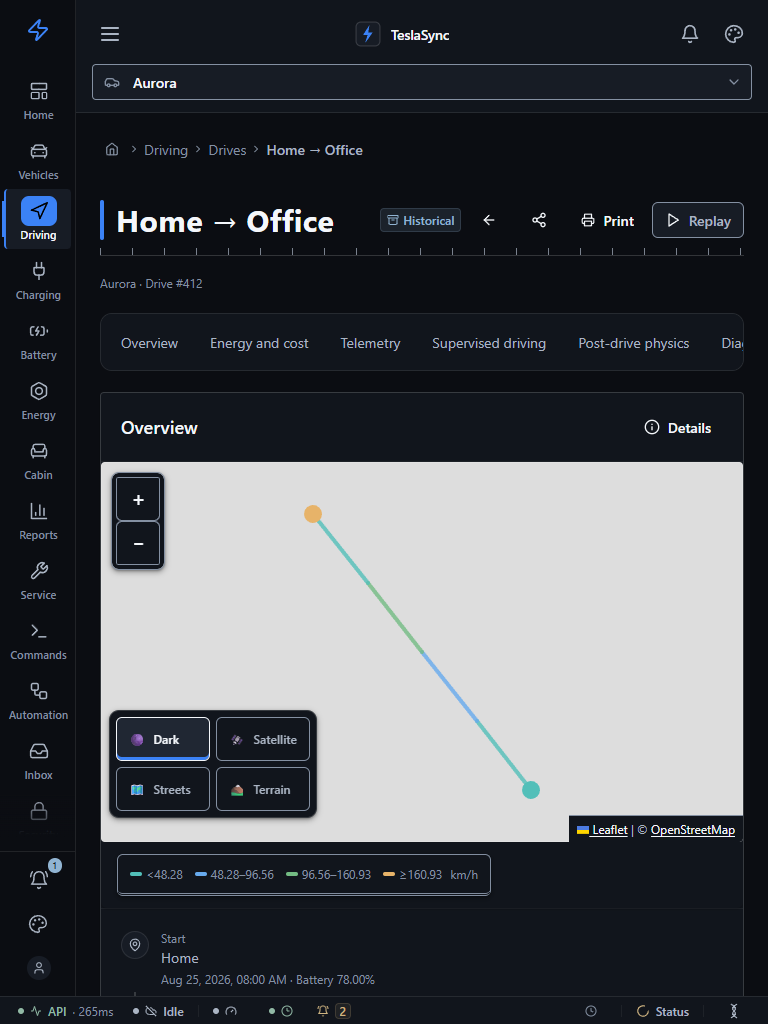 TeslaSync
Aurora
Home
Vehicles
Driving
Charging
Battery
Energy
Cabin
Reports
Service
Commands
Automation
Inbox
1
Driving > Drives > Home → Office
Home → Office
Historical
Print
Replay
Aurora · Drive #412
Overview
Energy and cost
Telemetry
Supervised driving
Post-drive physics
Overview
Details
+
−
Dark
Satellite
Streets
Terrain
Leaflet | © OpenStreetMap
<48.28 48.28–96.56 96.56–160.93 ≥160.93 km/h
Start
Home
Aug 25, 2026, 08:00 AM · Battery 78.00%
API · 265ms
Idle
2
Status